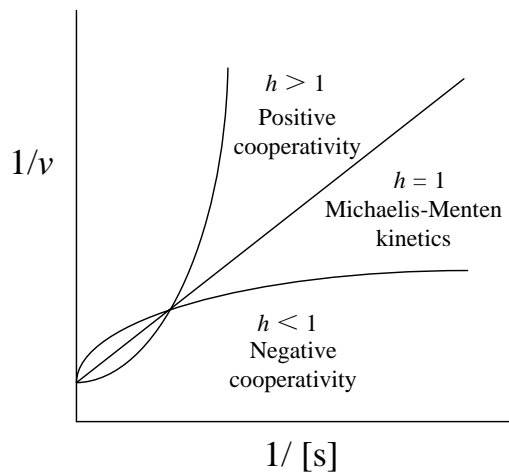 h > 1
Positive
cooperativity
1/v
h = 1
Michaelis-Menten
kinetics
h < 1
Negative
cooperativity
1/ [s]